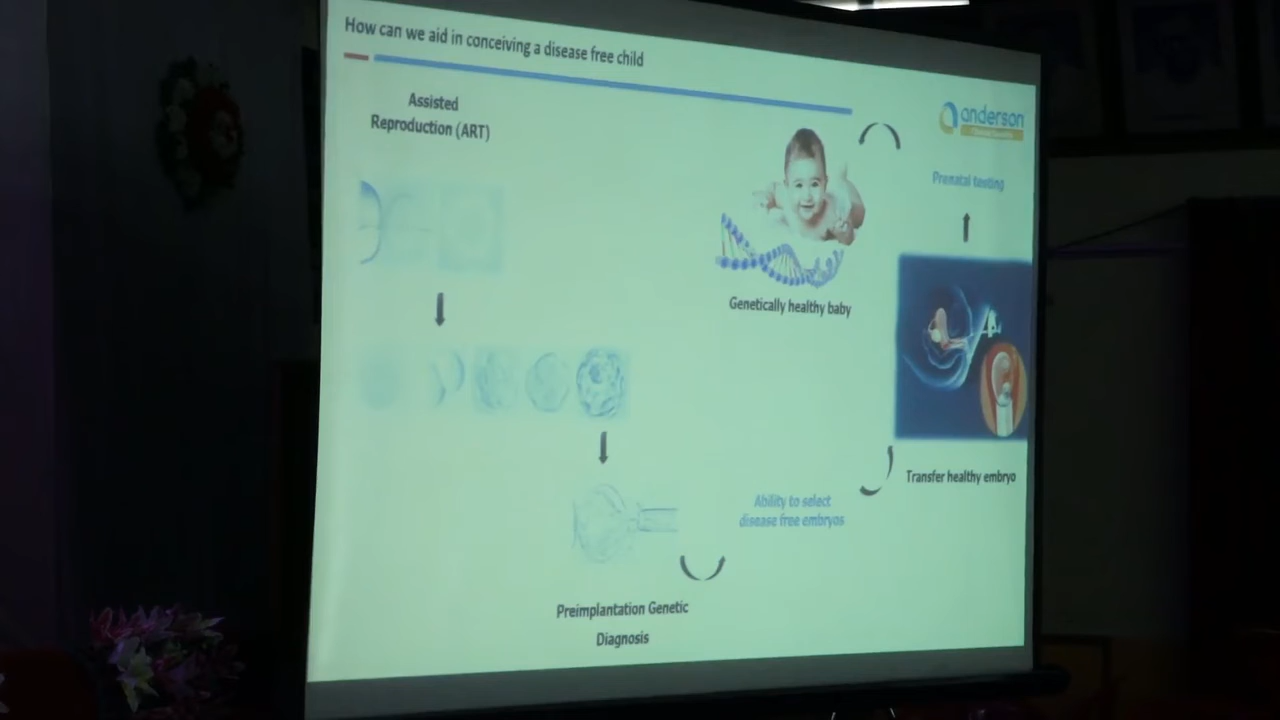 How can we aid in conceiving a disease free child
Assisted
Reproduction (ART)
anderson
Prenatal testing
Genetically healthy baby
Transfer healthy embryo
Ability to select
disease free embryos
Preimplantation Genetic
Diagnosis